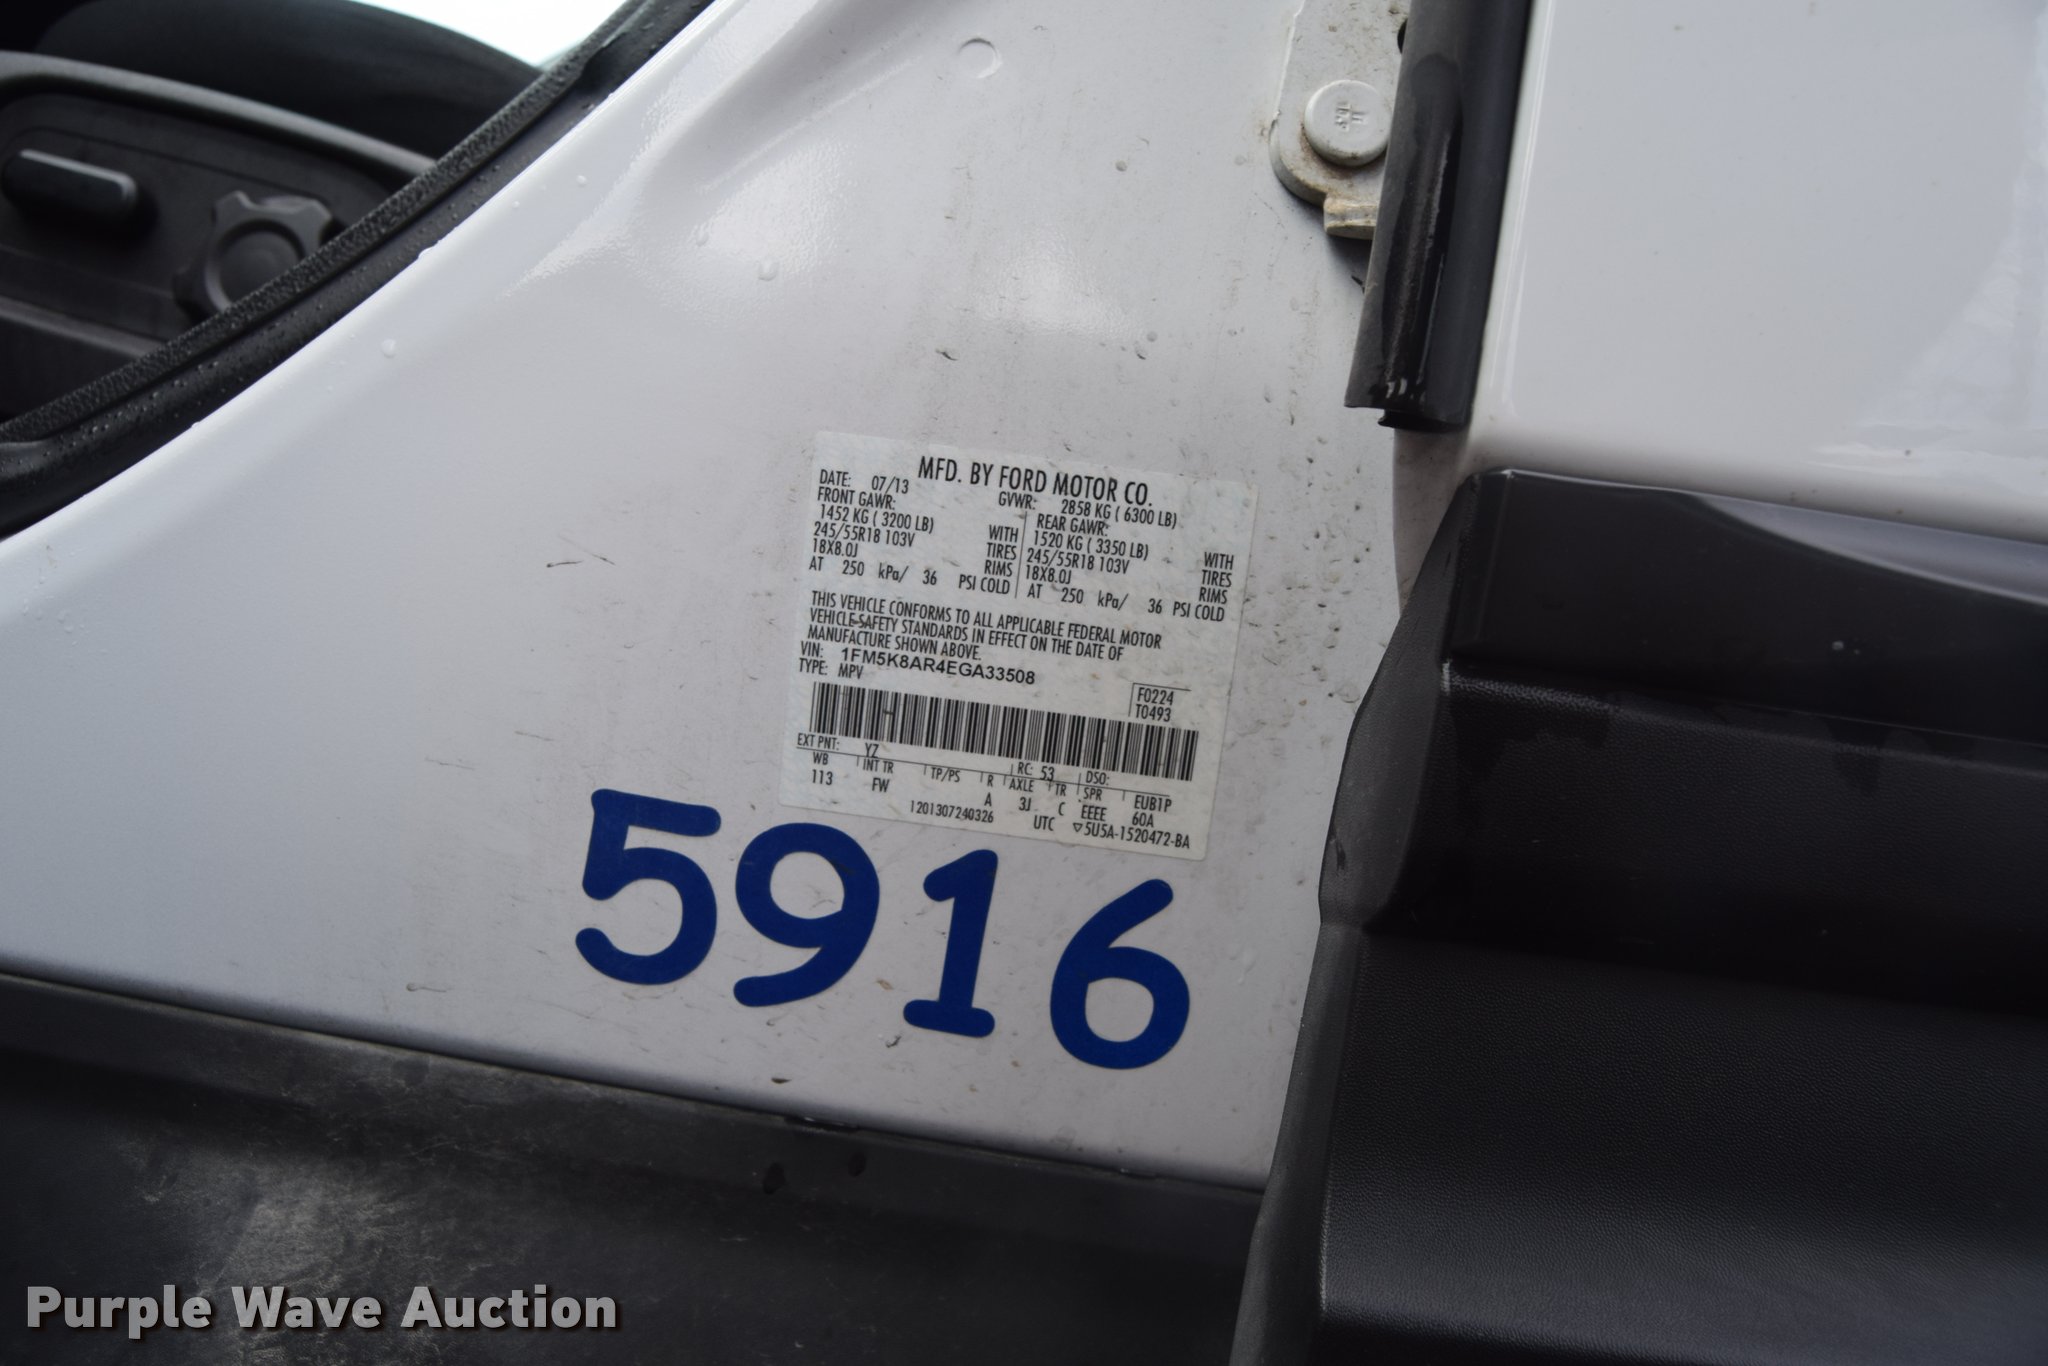 MFD. BY FORD MOTOR CO.
DATE: 07/13 GVWR: 2858 KG ( 6300 LB)
FRONT GAWR: REAR GAWR:
1452 KG ( 3200 LB) WITH 1520 KG ( 3350 LB) WITH
245/55R18 103V TIRES 245/55R18 103V TIRES
18X8.0J RIMS 18X8.0J RIMS
AT 250 kPa/ 36 PSI COLD AT 250 kPa/ 36 PSI COLD
THIS VEHICLE CONFORMS TO ALL APPLICABLE FEDERAL MOTOR
VEHICLE SAFETY STANDARDS IN EFFECT ON THE DATE OF
MANUFACTURE SHOWN ABOVE.
VIN: 1FM5K8AR4EGA33508
TYPE: MPV
F0224
T0493
EXT PNT: YZ RC: 53 DSO:
WB INT TR TP/PS R AXLE TR SPR EUB1P
113 FW A 3J C EEEE 60A
1201307240326 UTC ▽5U5A-1520472-BA
5916
Purple Wave Auction